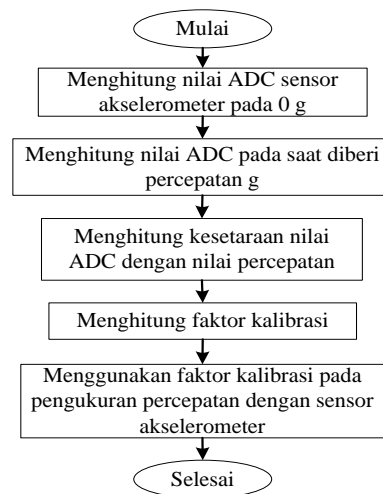 Mulai
Menghitung nilai ADC sensor
akselerometer pada 0 g
Menghitung nilai ADC pada saat diberi
percepatan g
Menghitung kesetaraan nilai
ADC dengan nilai percepatan
Menghitung faktor kalibrasi
Menggunakan faktor kalibrasi pada
pengukuran percepatan dengan sensor
akselerometer
Selesai